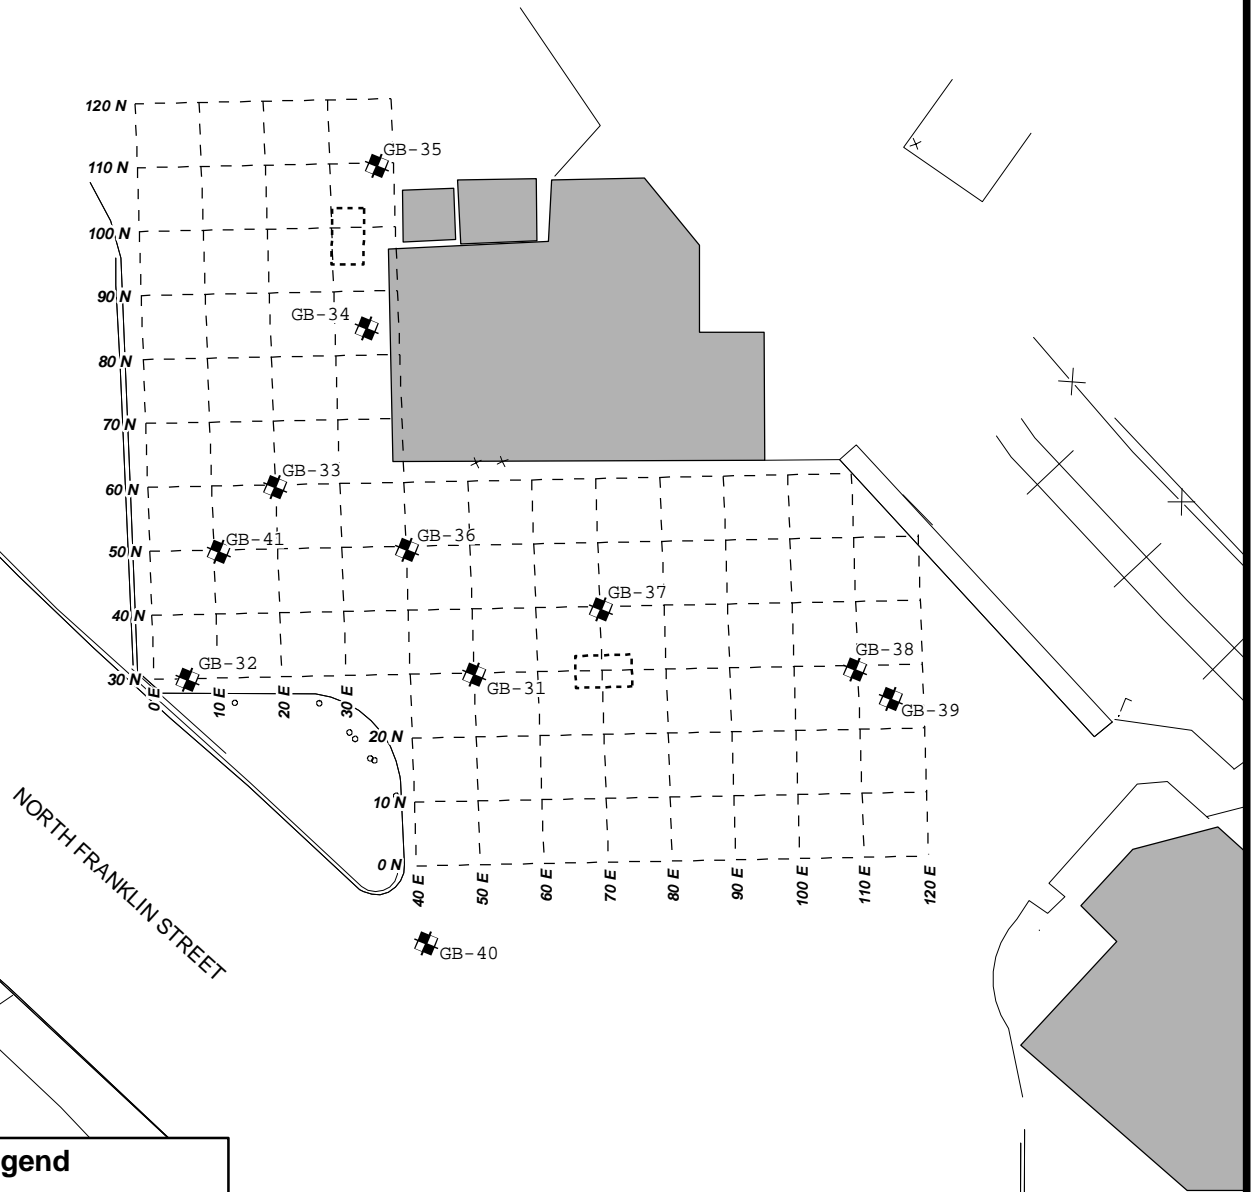 120 N
GB-35
110 N
100 N
90 N
GB-34
80 N
70 N
GB-33
60 N
GB-41
GB-36
50 N
GB-37
40 N
GB-32
GB-38
30 N
GB-31
0 E
10 E
20 E
30 E
GB-39
20 N
10 N
0 N
40 E
50 E
60 E
70 E
80 E
90 E
100 E
110 E
120 E
NORTH FRANKLIN STREET
GB-40
gend